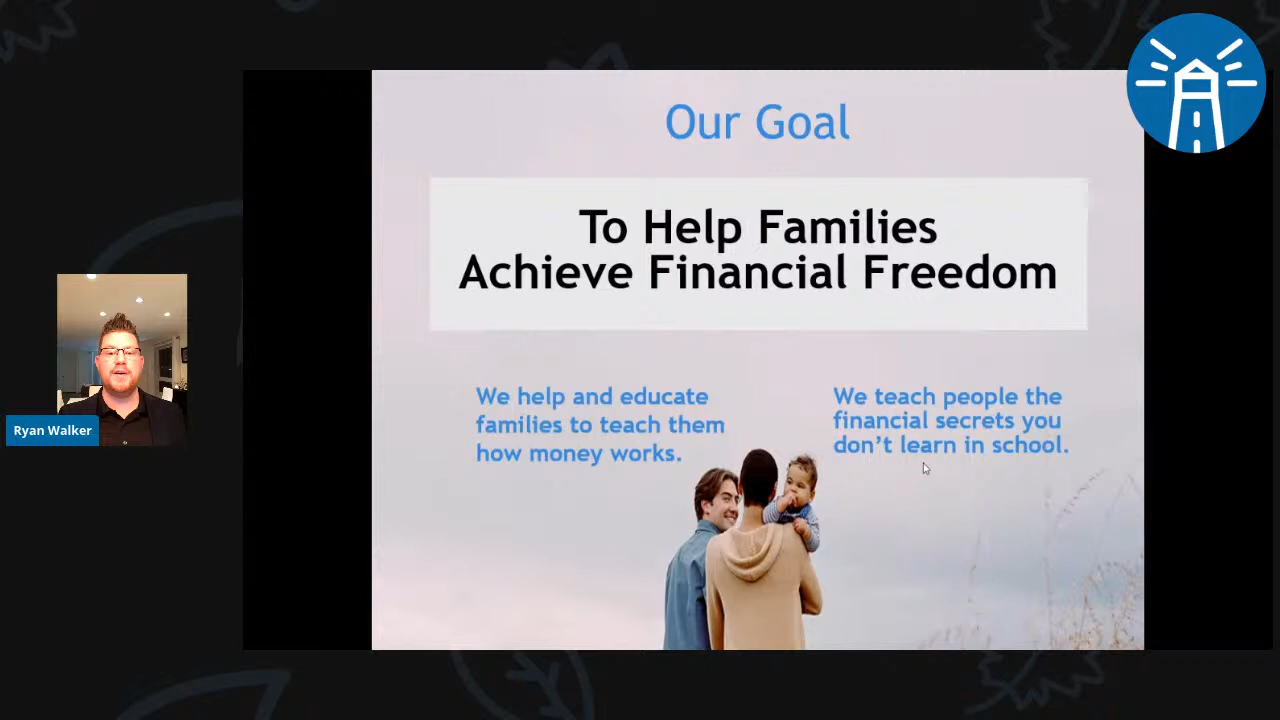 Our Goal
To Help Families
Achieve Financial Freedom
We help and educate
families to teach them
how money works.
We teach people the
financial secrets you
don’t learn in school.
Ryan Walker